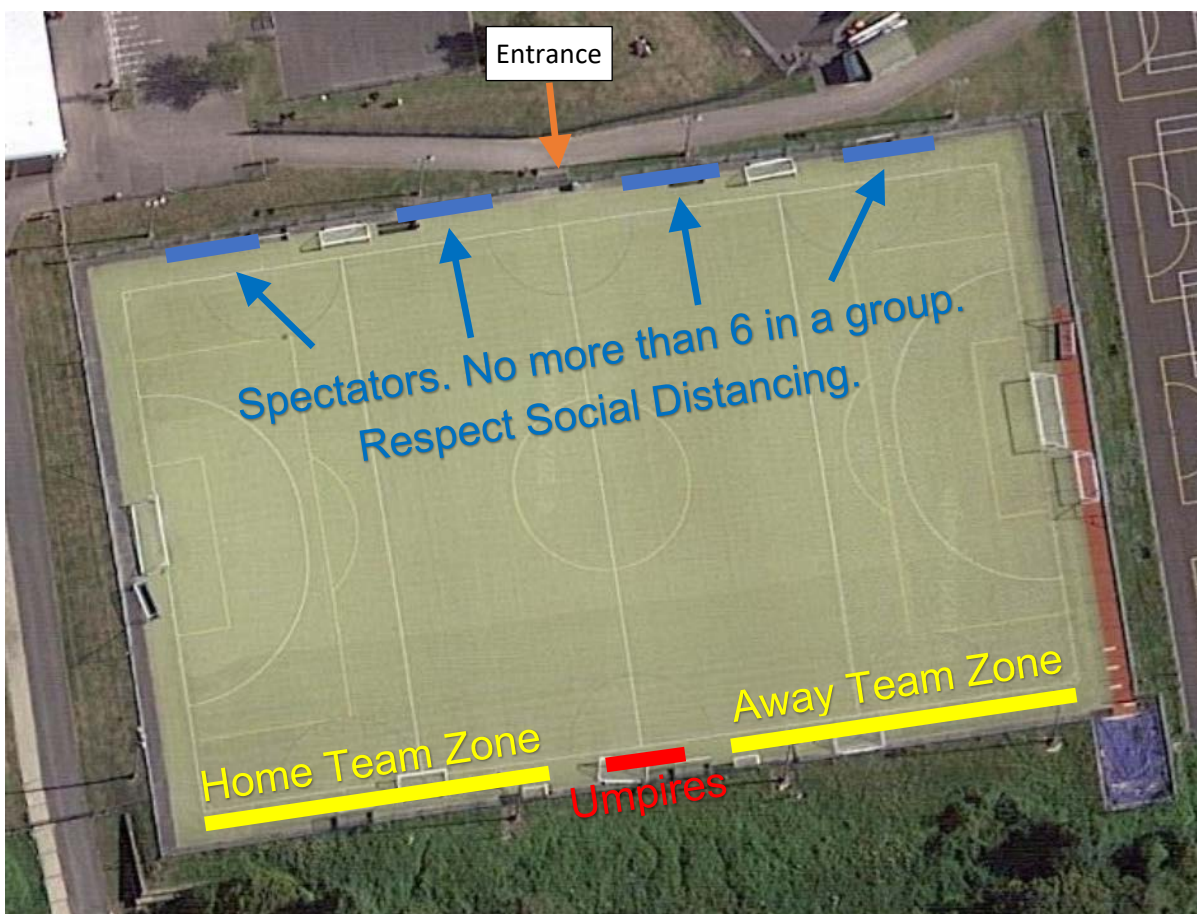 Entrance
Spectators. No more than 6 in a group.
Respect Social Distancing.
Away Team Zone
Home Team Zone
Umpires